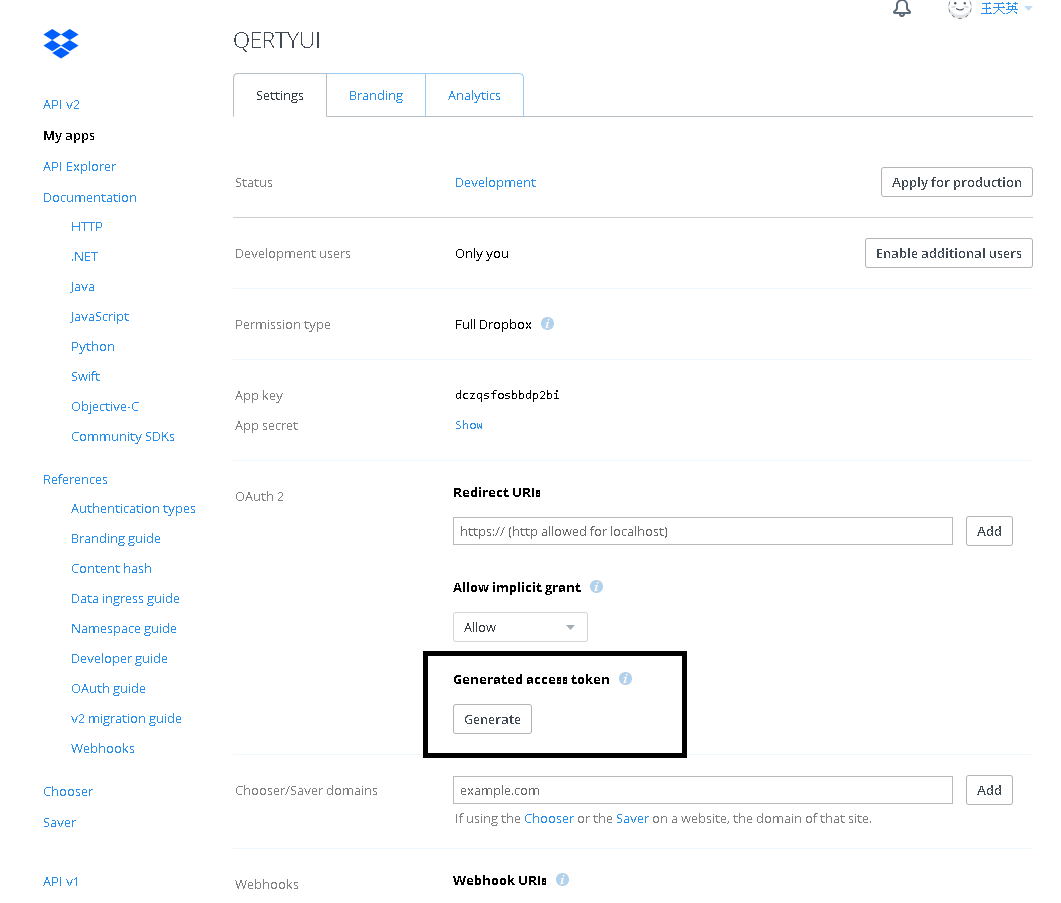 王天英
QERTYUI
Settings
Branding
Analytics
API v2
My apps
API Explorer
Documentation
HTTP
.NET
Java
JavaScript
Python
Swift
Objective-C
Community SDKs
References
Authentication types
Branding guide
Content hash
Data ingress guide
Namespace guide
Developer guide
OAuth guide
v2 migration guide
Webhooks
Chooser
Saver
API v1
Status
Development
Apply for production
Development users
Only you
Enable additional users
Permission type
Full Dropbox
App key
dczqsfosbbdp2bi
App secret
Show
OAuth 2
Redirect URIs
https:// (http allowed for localhost)
Add
Allow implicit grant
Allow
Generated access token
Generate
Chooser/Saver domains
example.com
Add
If using the Chooser or the Saver on a website, the domain of that site.
Webhooks
Webhook URIs